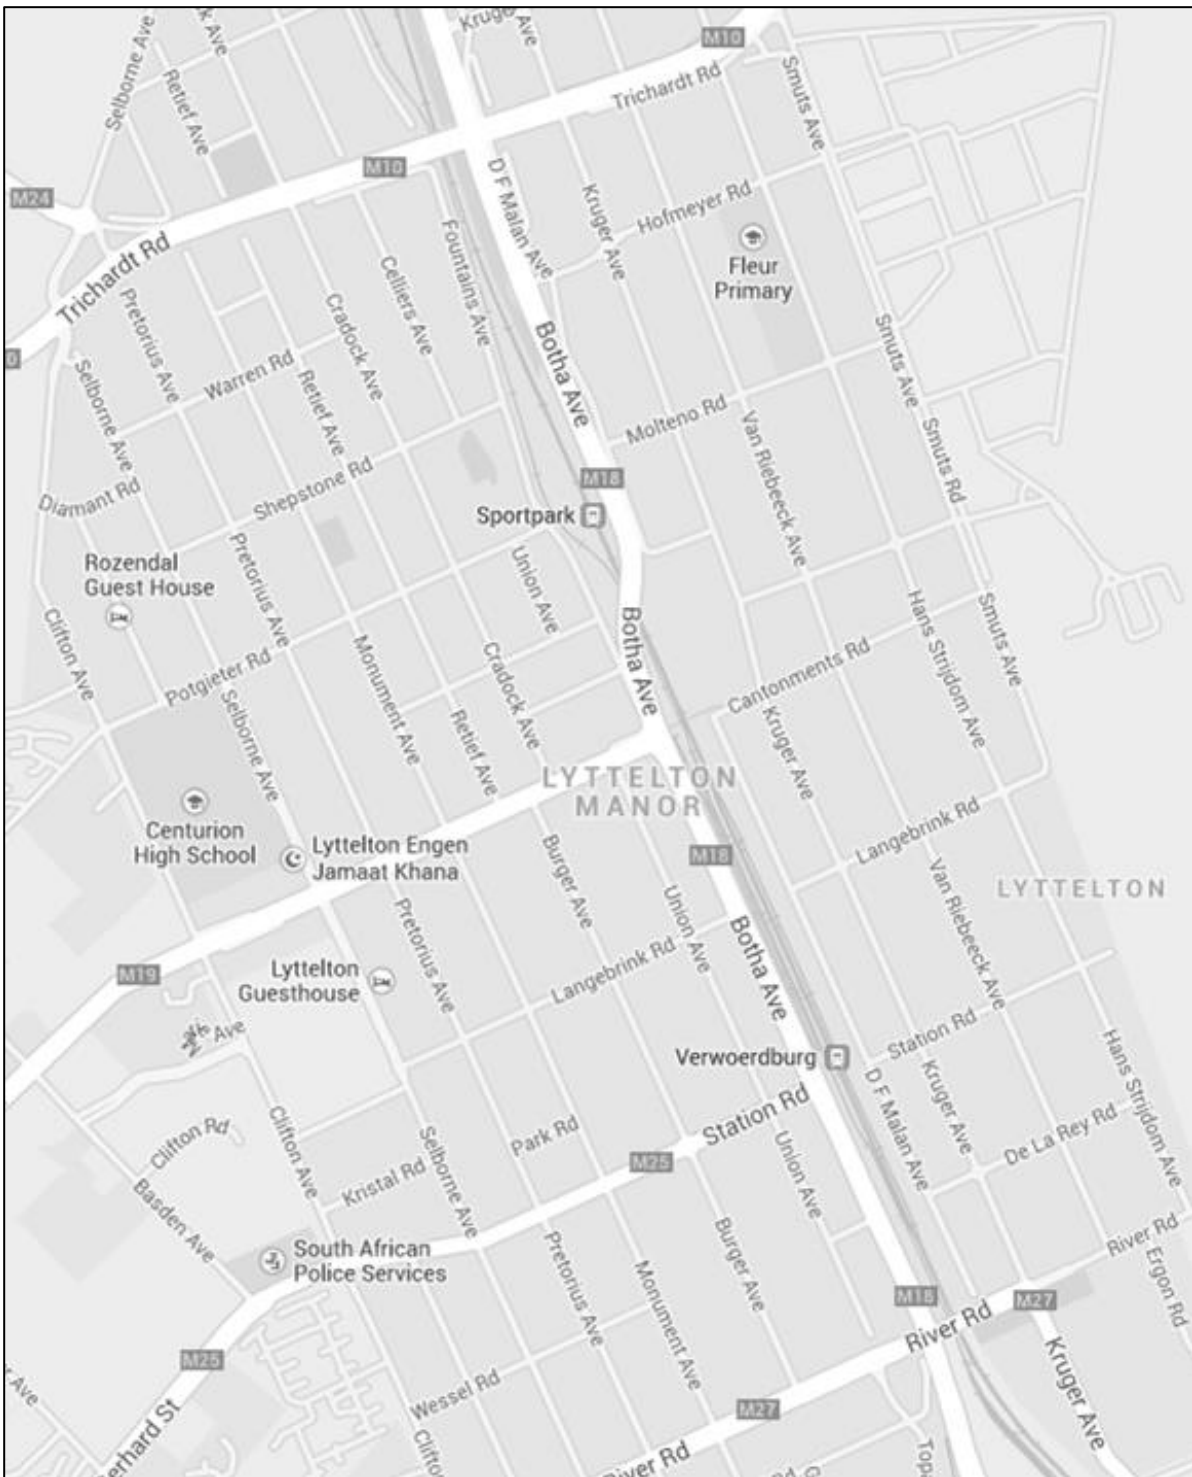 Kruger Ave
Selborne Ave
Retief Ave
M10
Trichardt Rd
Smuts Ave
M10
M24
D F Malan Ave
Kruger Ave
Hofmeyer Rd
Fleur
Primary
Trichardt Rd
Fountains Ave
Celliers Ave
Pretorius Ave
Cradock Ave
Warren Rd
Retief Ave
Selborne Ave
Botha Ave
Smuts Ave
Molteno Rd
Van Riebeeck Ave
Smuts Rd
M18
Diamant Rd
Shepstone Rd
Sportpark
Rozendal
Guest House
Pretorius Ave
Union Ave
Clifton Ave
Botha Ave
Hans Strijdom Ave
Smuts Ave
Potgieter Rd
Monument Ave
Cradock Ave
Cantonments Rd
Selborne Ave
Retief Ave
Kruger Ave
LYTTELTON
MANOR
Centurion
High School
Lyttelton Engen
Jamaat Khana
Burger Ave
M18
Langebrink Rd
LYTTELTON
Van Riebeeck Ave
Pretorius Ave
Union Ave
Botha Ave
M19
Lyttelton
Guesthouse
Langebrink Rd
Ave
Station Rd
Verwoerdburg
Hans Strijdom Ave
D F Malan Ave
Kruger Ave
Station Rd
Clifton Rd
Clifton Ave
Park Rd
De La Rey Rd
Selborne Ave
Kristal Rd
M25
Union Ave
Basden Ave
South African
Police Services
Pretorius Ave
Burger Ave
River Rd
Monument Ave
Ergon Rd
M18
M27
River Rd
M25
Wessel Rd
M27
Kruger Ave
River Rd